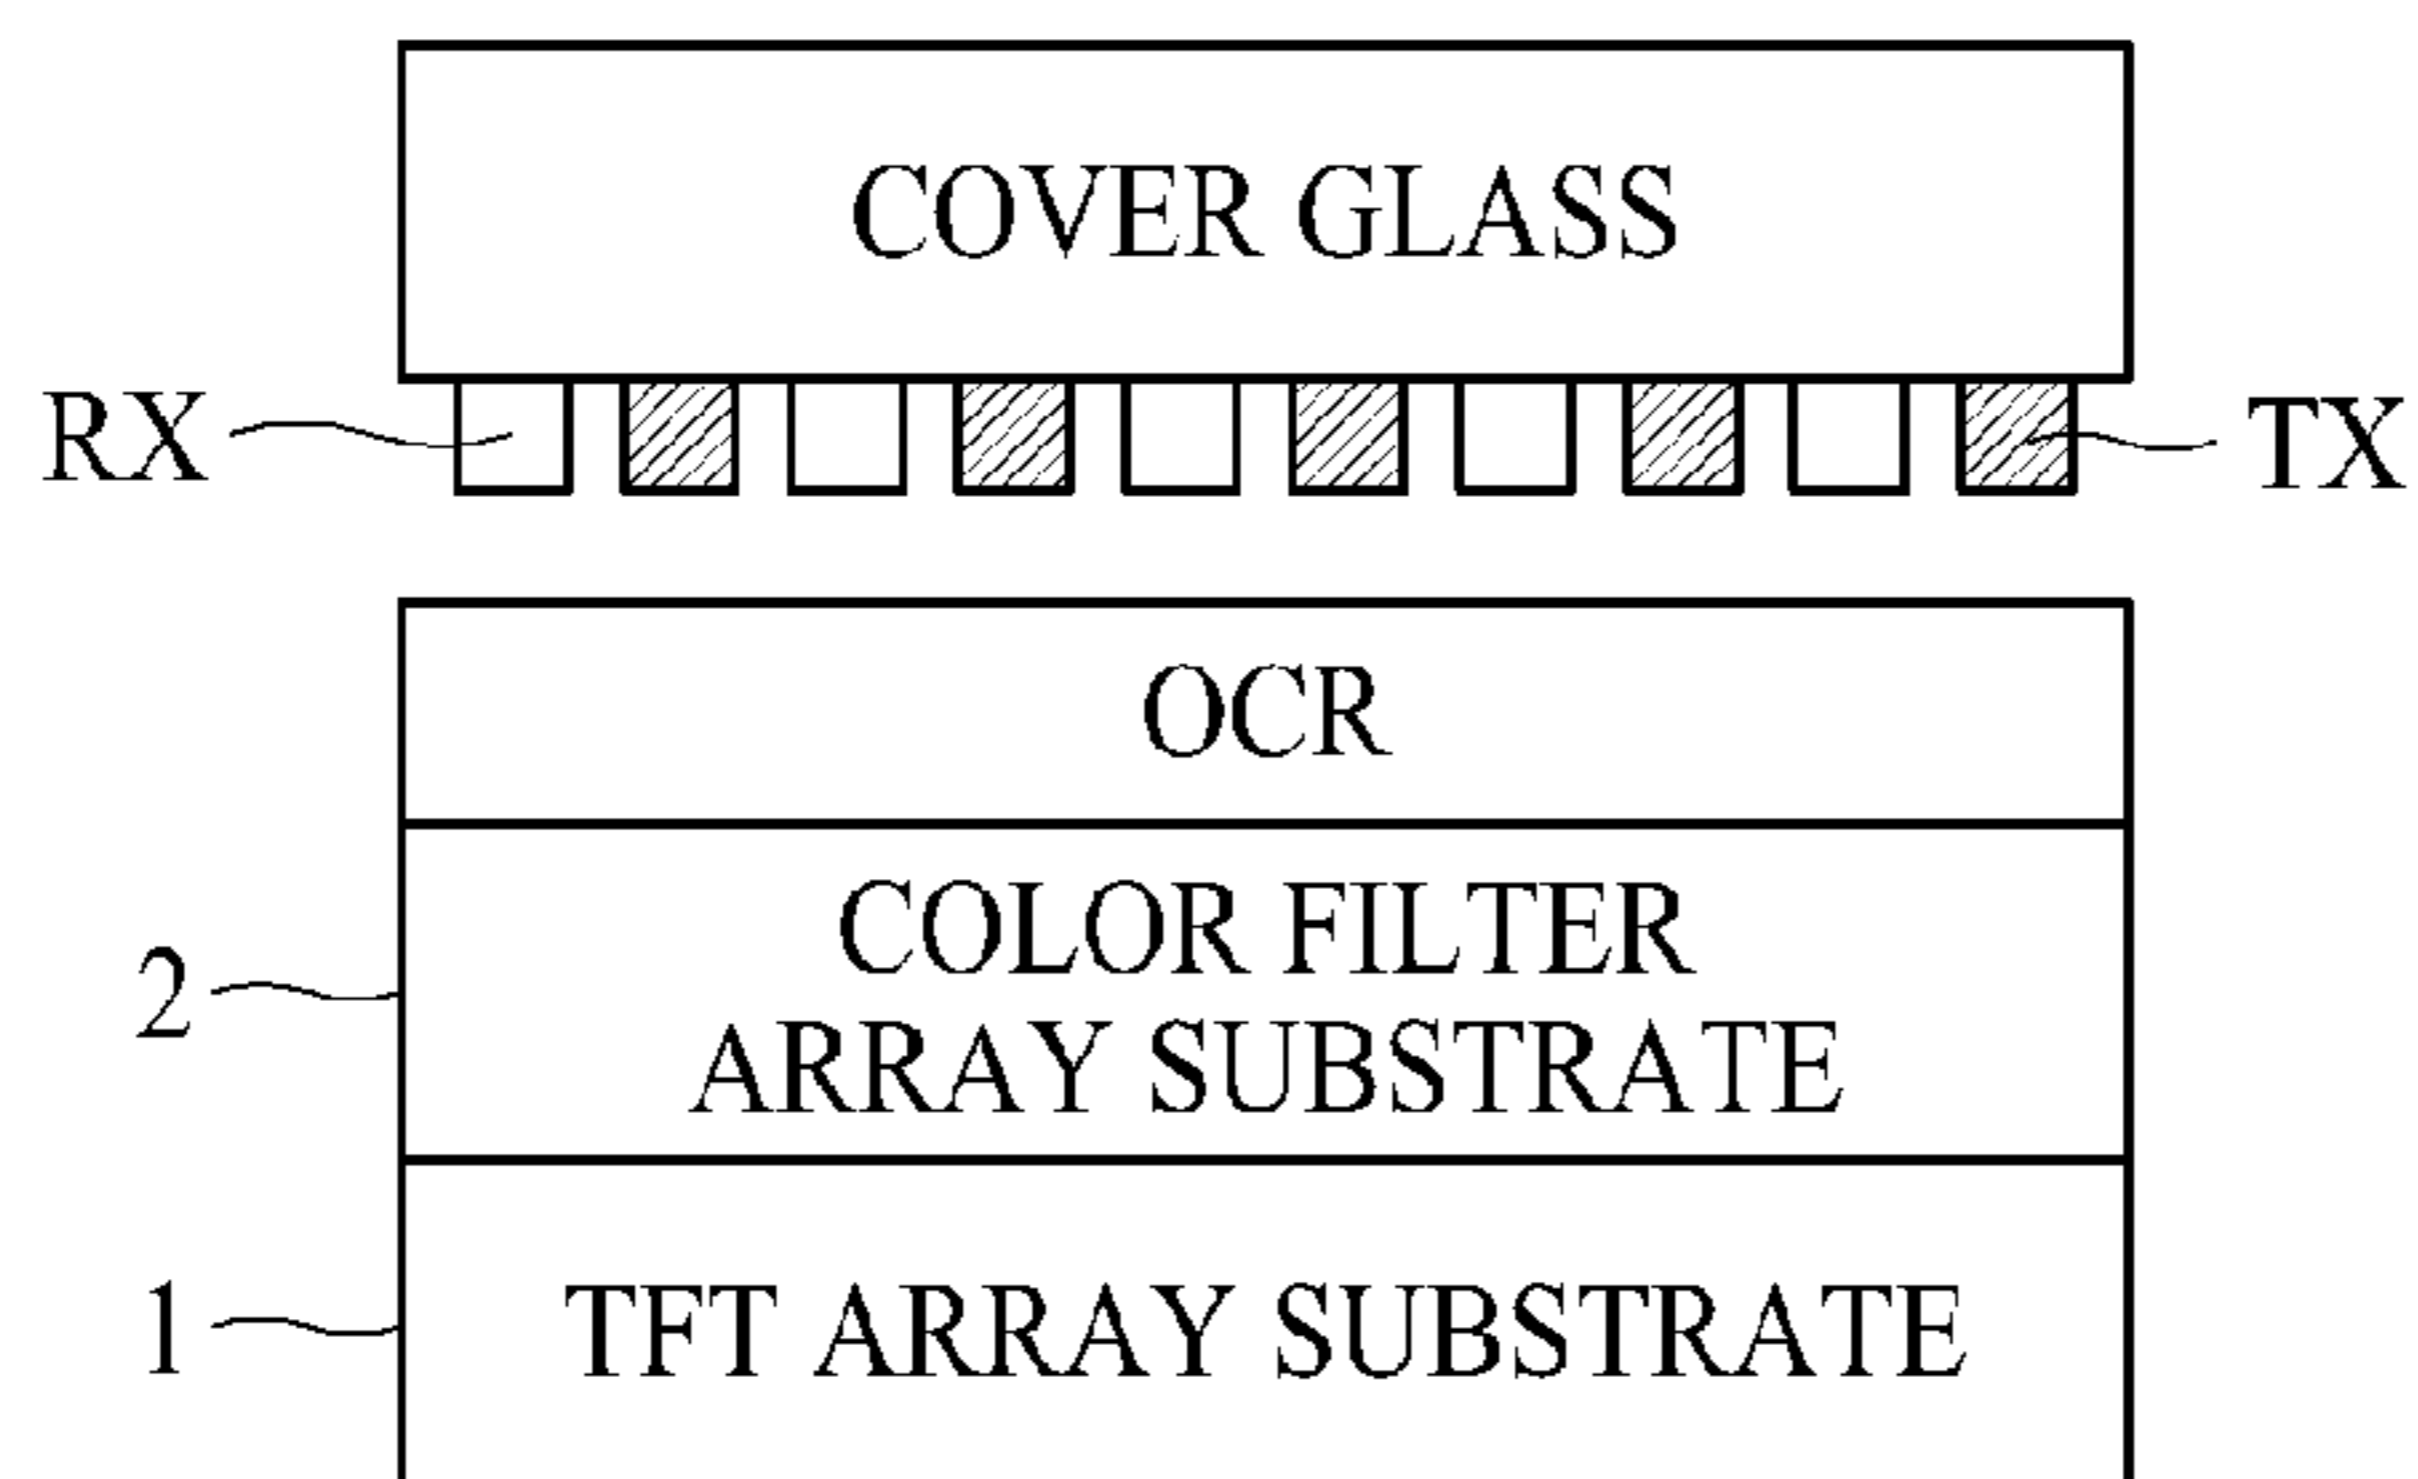 COVER GLASS
RX
TX
OCR
COLOR FILTER
2
ARRAY SUBSTRATE
1
TFT ARRAY SUBSTRATE